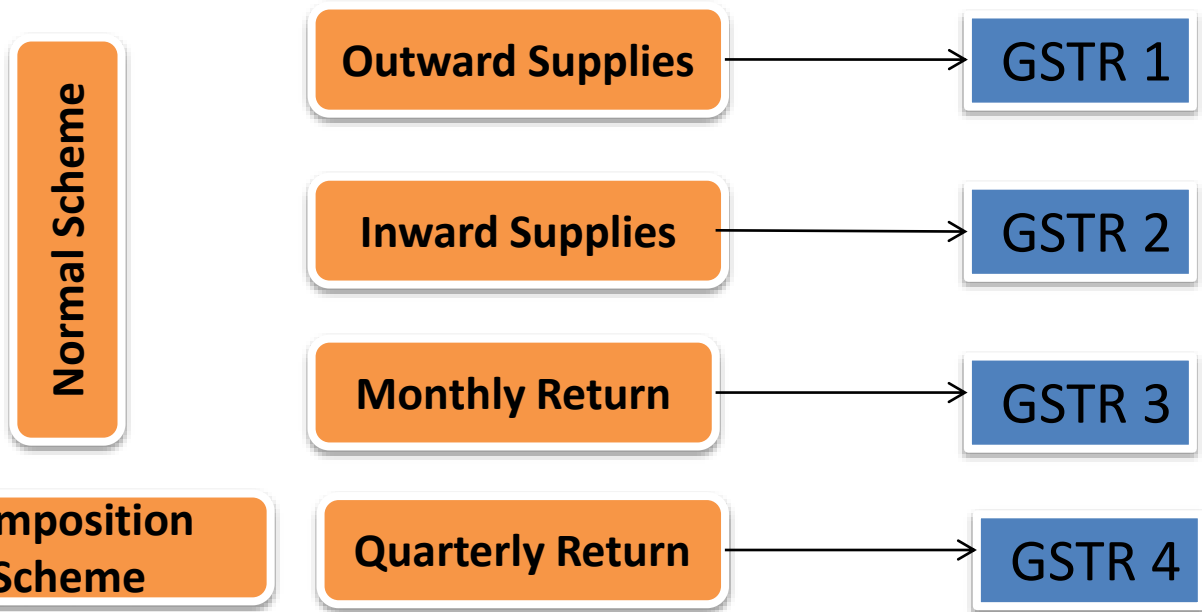 Normal Scheme
Outward Supplies
GSTR 1
Inward Supplies
GSTR 2
Monthly Return
GSTR 3
mposition
Scheme
Quarterly Return
GSTR 4